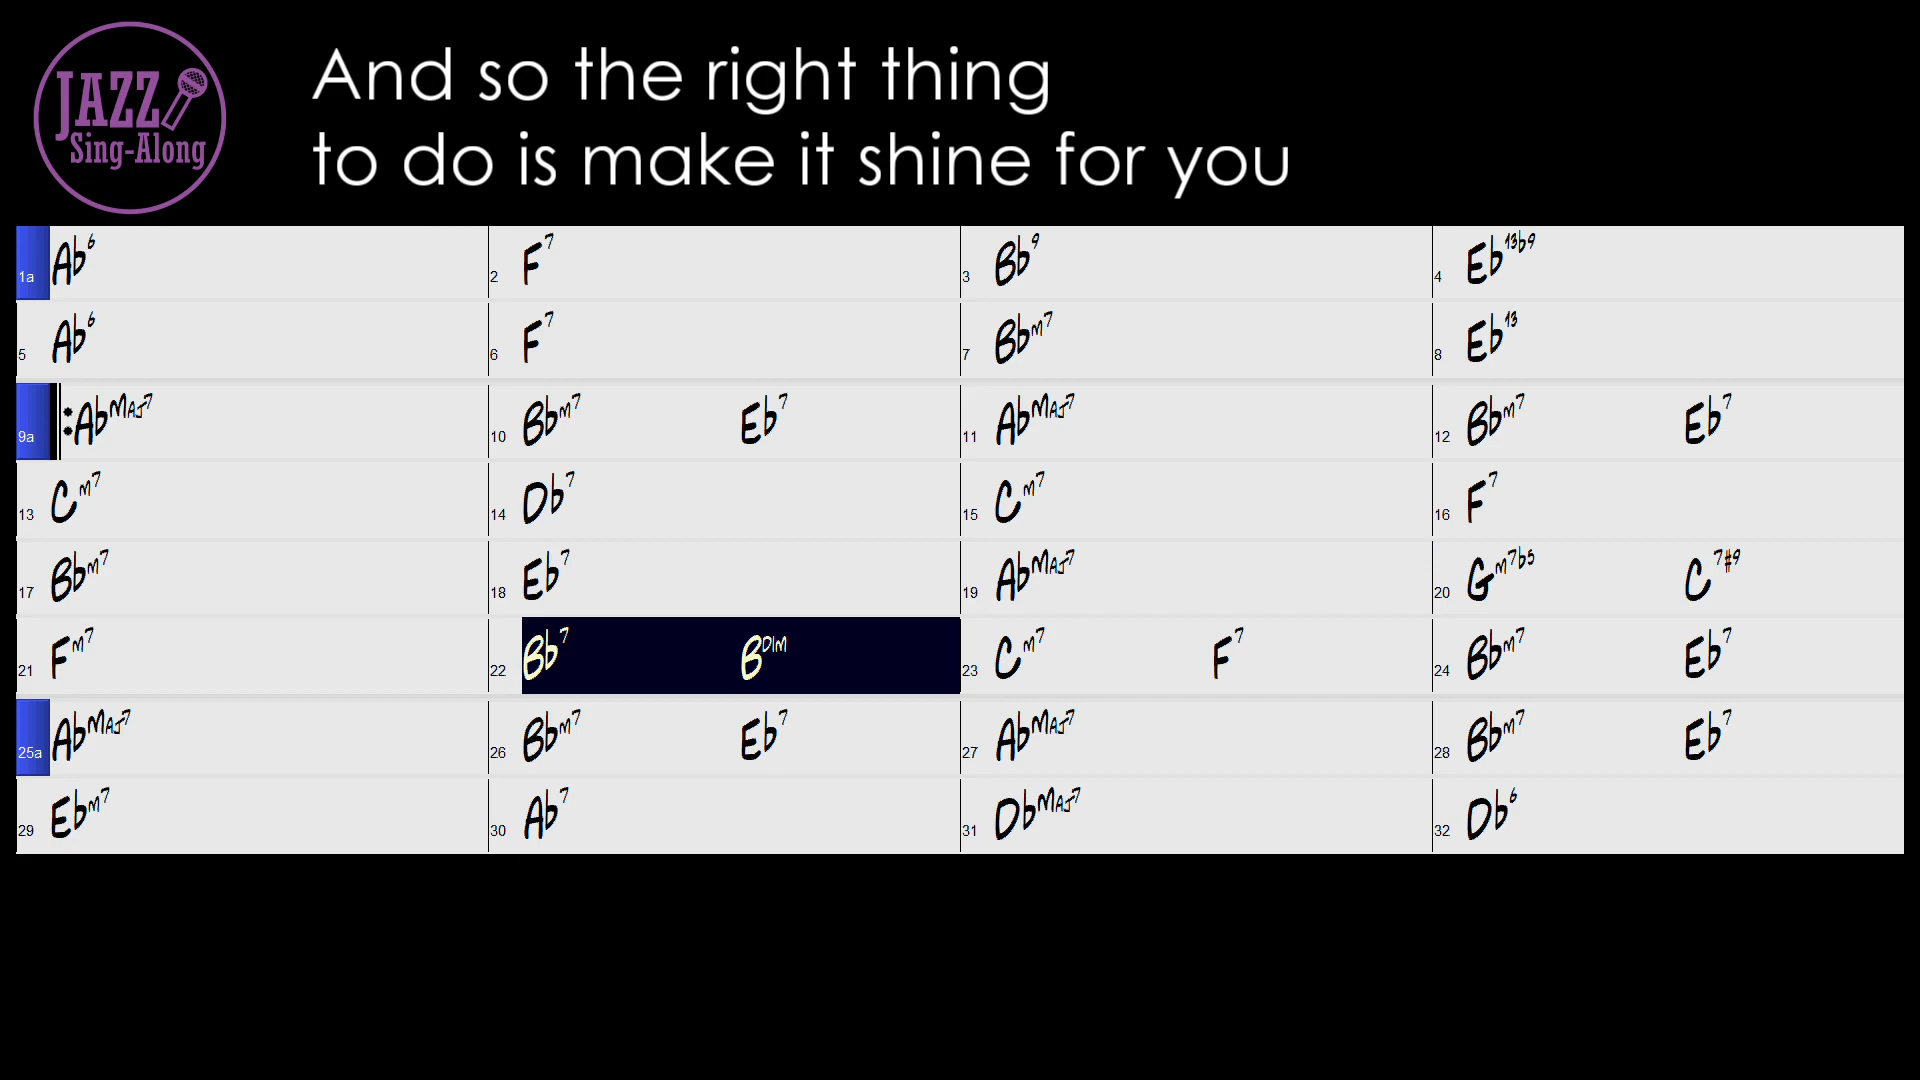 JAZZ
Sing-Along
And so the right thing
to do is make it shine for you
1a Ab6 2 F7 3 Bb9 4 Eb13b9
5 Ab6 6 F7 7 Bbm7 8 Eb13
9a AbMAJ7 10 Bbm7 Eb7 11 AbMAJ7 12 Bbm7 Eb7
13 Cm7 14 Db7 15 Cm7 16 F7
17 Bbm7 18 Eb7 19 AbMAJ7 20 Gm7b5 C7#9
21 Fm7 22 Bb7 BDIM 23 Cm7 F7 24 Bbm7 Eb7
25a AbMAJ7 26 Bbm7 Eb7 27 AbMAJ7 28 Bbm7 Eb7
29 Ebm7 30 Ab7 31 DbMAJ7 32 Db6